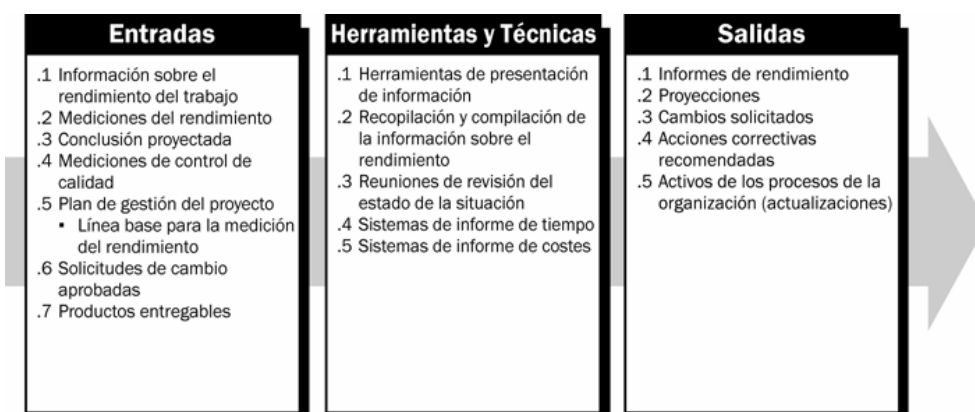 Entradas
.1 Información sobre el
rendimiento del trabajo
.2 Mediciones del rendimiento
.3 Conclusión proyectada
.4 Mediciones de control de
calidad
.5 Plan de gestión del proyecto
▪ Línea base para la medición
del rendimiento
.6 Solicitudes de cambio
aprobadas
.7 Productos entregables
Herramientas y Técnicas
.1 Herramientas de presentación
de información
.2 Recopilación y compilación de
la información sobre el
rendimiento
.3 Reuniones de revisión del
estado de la situación
.4 Sistemas de informe de tiempo
.5 Sistemas de informe de costes
Salidas
.1 Informes de rendimiento
.2 Proyecciones
.3 Cambios solicitados
.4 Acciones correctivas
recomendadas
.5 Activos de los procesos de la
organización (actualizaciones)